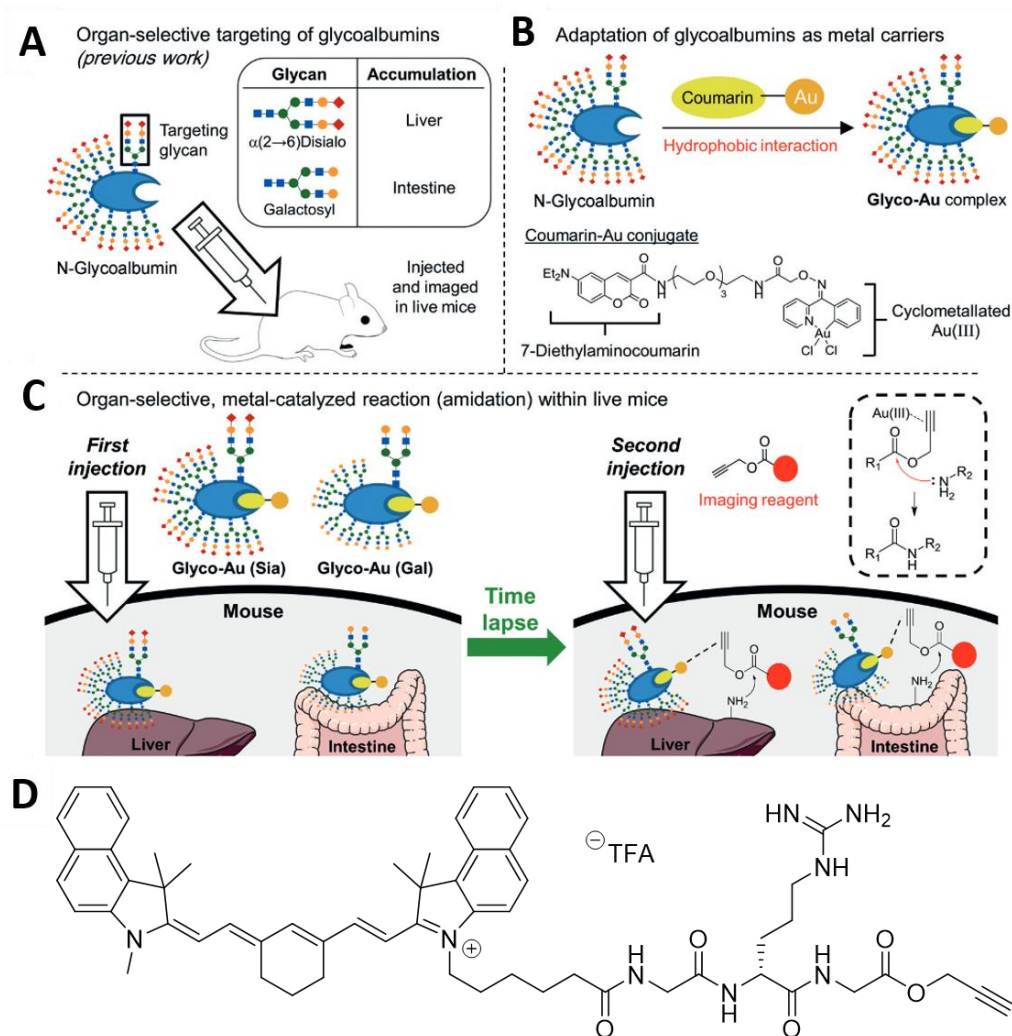 A
Organ-selective targeting of glycoalbumins
(previous work)
Glycan
Accumulation
α(2→6)Disialo
Liver
Galactosyl
Intestine
Targeting
glycan
N-Glycoalbumin
Injected
and imaged
in live mice
B
Adaptation of glycoalbumins as metal carriers
Coumarin
Au
Hydrophobic interaction
N-Glycoalbumin
Glyco-Au complex
Coumarin-Au conjugate
Et2N
O
O
O
N
H
O
3
N
H
O
O
N
N
Au
Cl
Cl
7-Diethylaminocoumarin
Cyclometallated
Au(III)
C
Organ-selective, metal-catalyzed reaction (amidation) within live mice
First
injection
Glyco-Au (Sia)
Glyco-Au (Gal)
Mouse
Liver
Intestine
Time
lapse
Second
injection
O
O
Imaging reagent
Au(III)
O
R1
O
:N
H2
R2
O
R1
N
H
R2
Mouse
O
O
NH2
Liver
O
O
NH2
Intestine
D
N
N
+
−
TFA
O
H
N
O
N
H
HN
NH2
NH
O
H
N
O
O